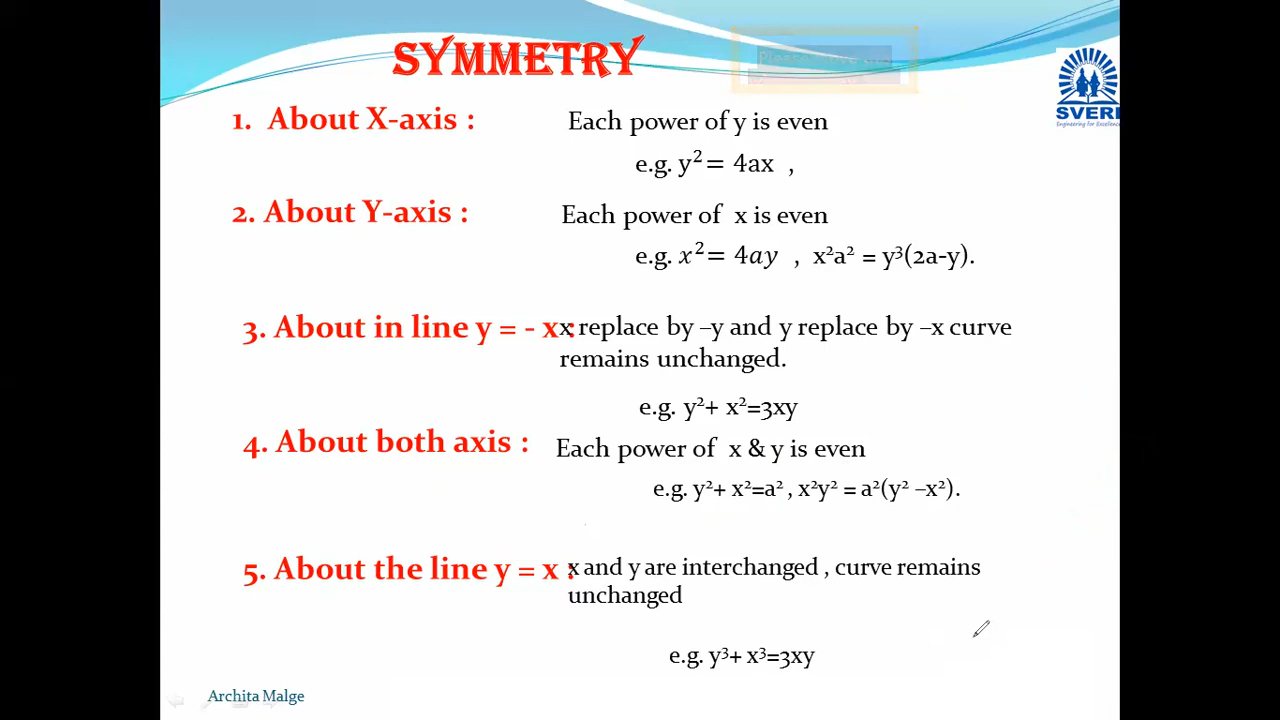 SYMMETRY
SVERI
Engineering for Excellence
1. About X-axis :
Each power of y is even
e.g. y² = 4ax ,
2. About Y-axis :
Each power of x is even
e.g. x² = 4ay , x²a² = y³(2a-y).
3. About in line y = - x :
x replace by –y and y replace by –x curve
remains unchanged.
e.g. y²+ x²=3xy
4. About both axis :
Each power of x & y is even
e.g. y²+ x²=a² , x²y² = a²(y² –x²).
5. About the line y = x :
x and y are interchanged , curve remains
unchanged
e.g. y³+ x³=3xy
Archita Malge